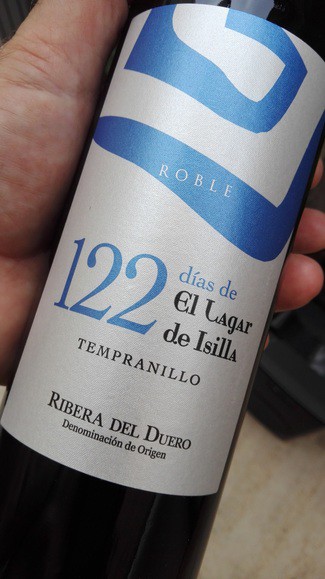 ROBLE
122 días de
El Lagar
de Isilla
TEMPRANILLO
RIBERA DEL DUERO
Denominación de Origen